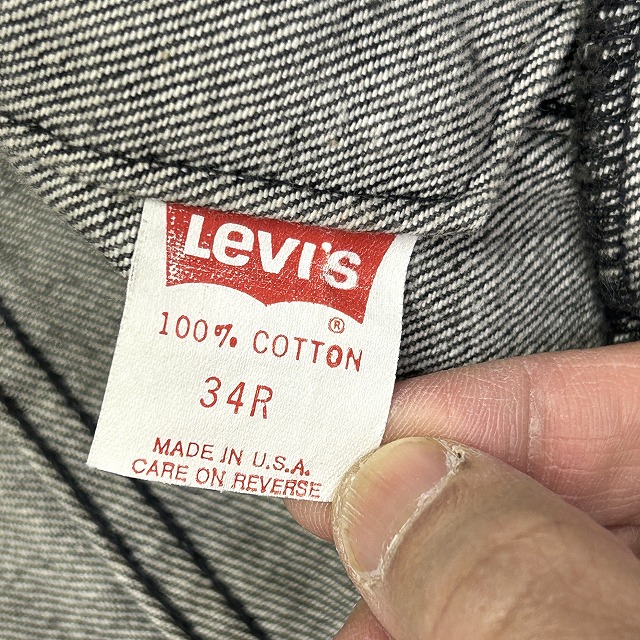 Levi's
®
100% COTTON
34R
MADE IN U.S.A.
CARE ON REVERSE